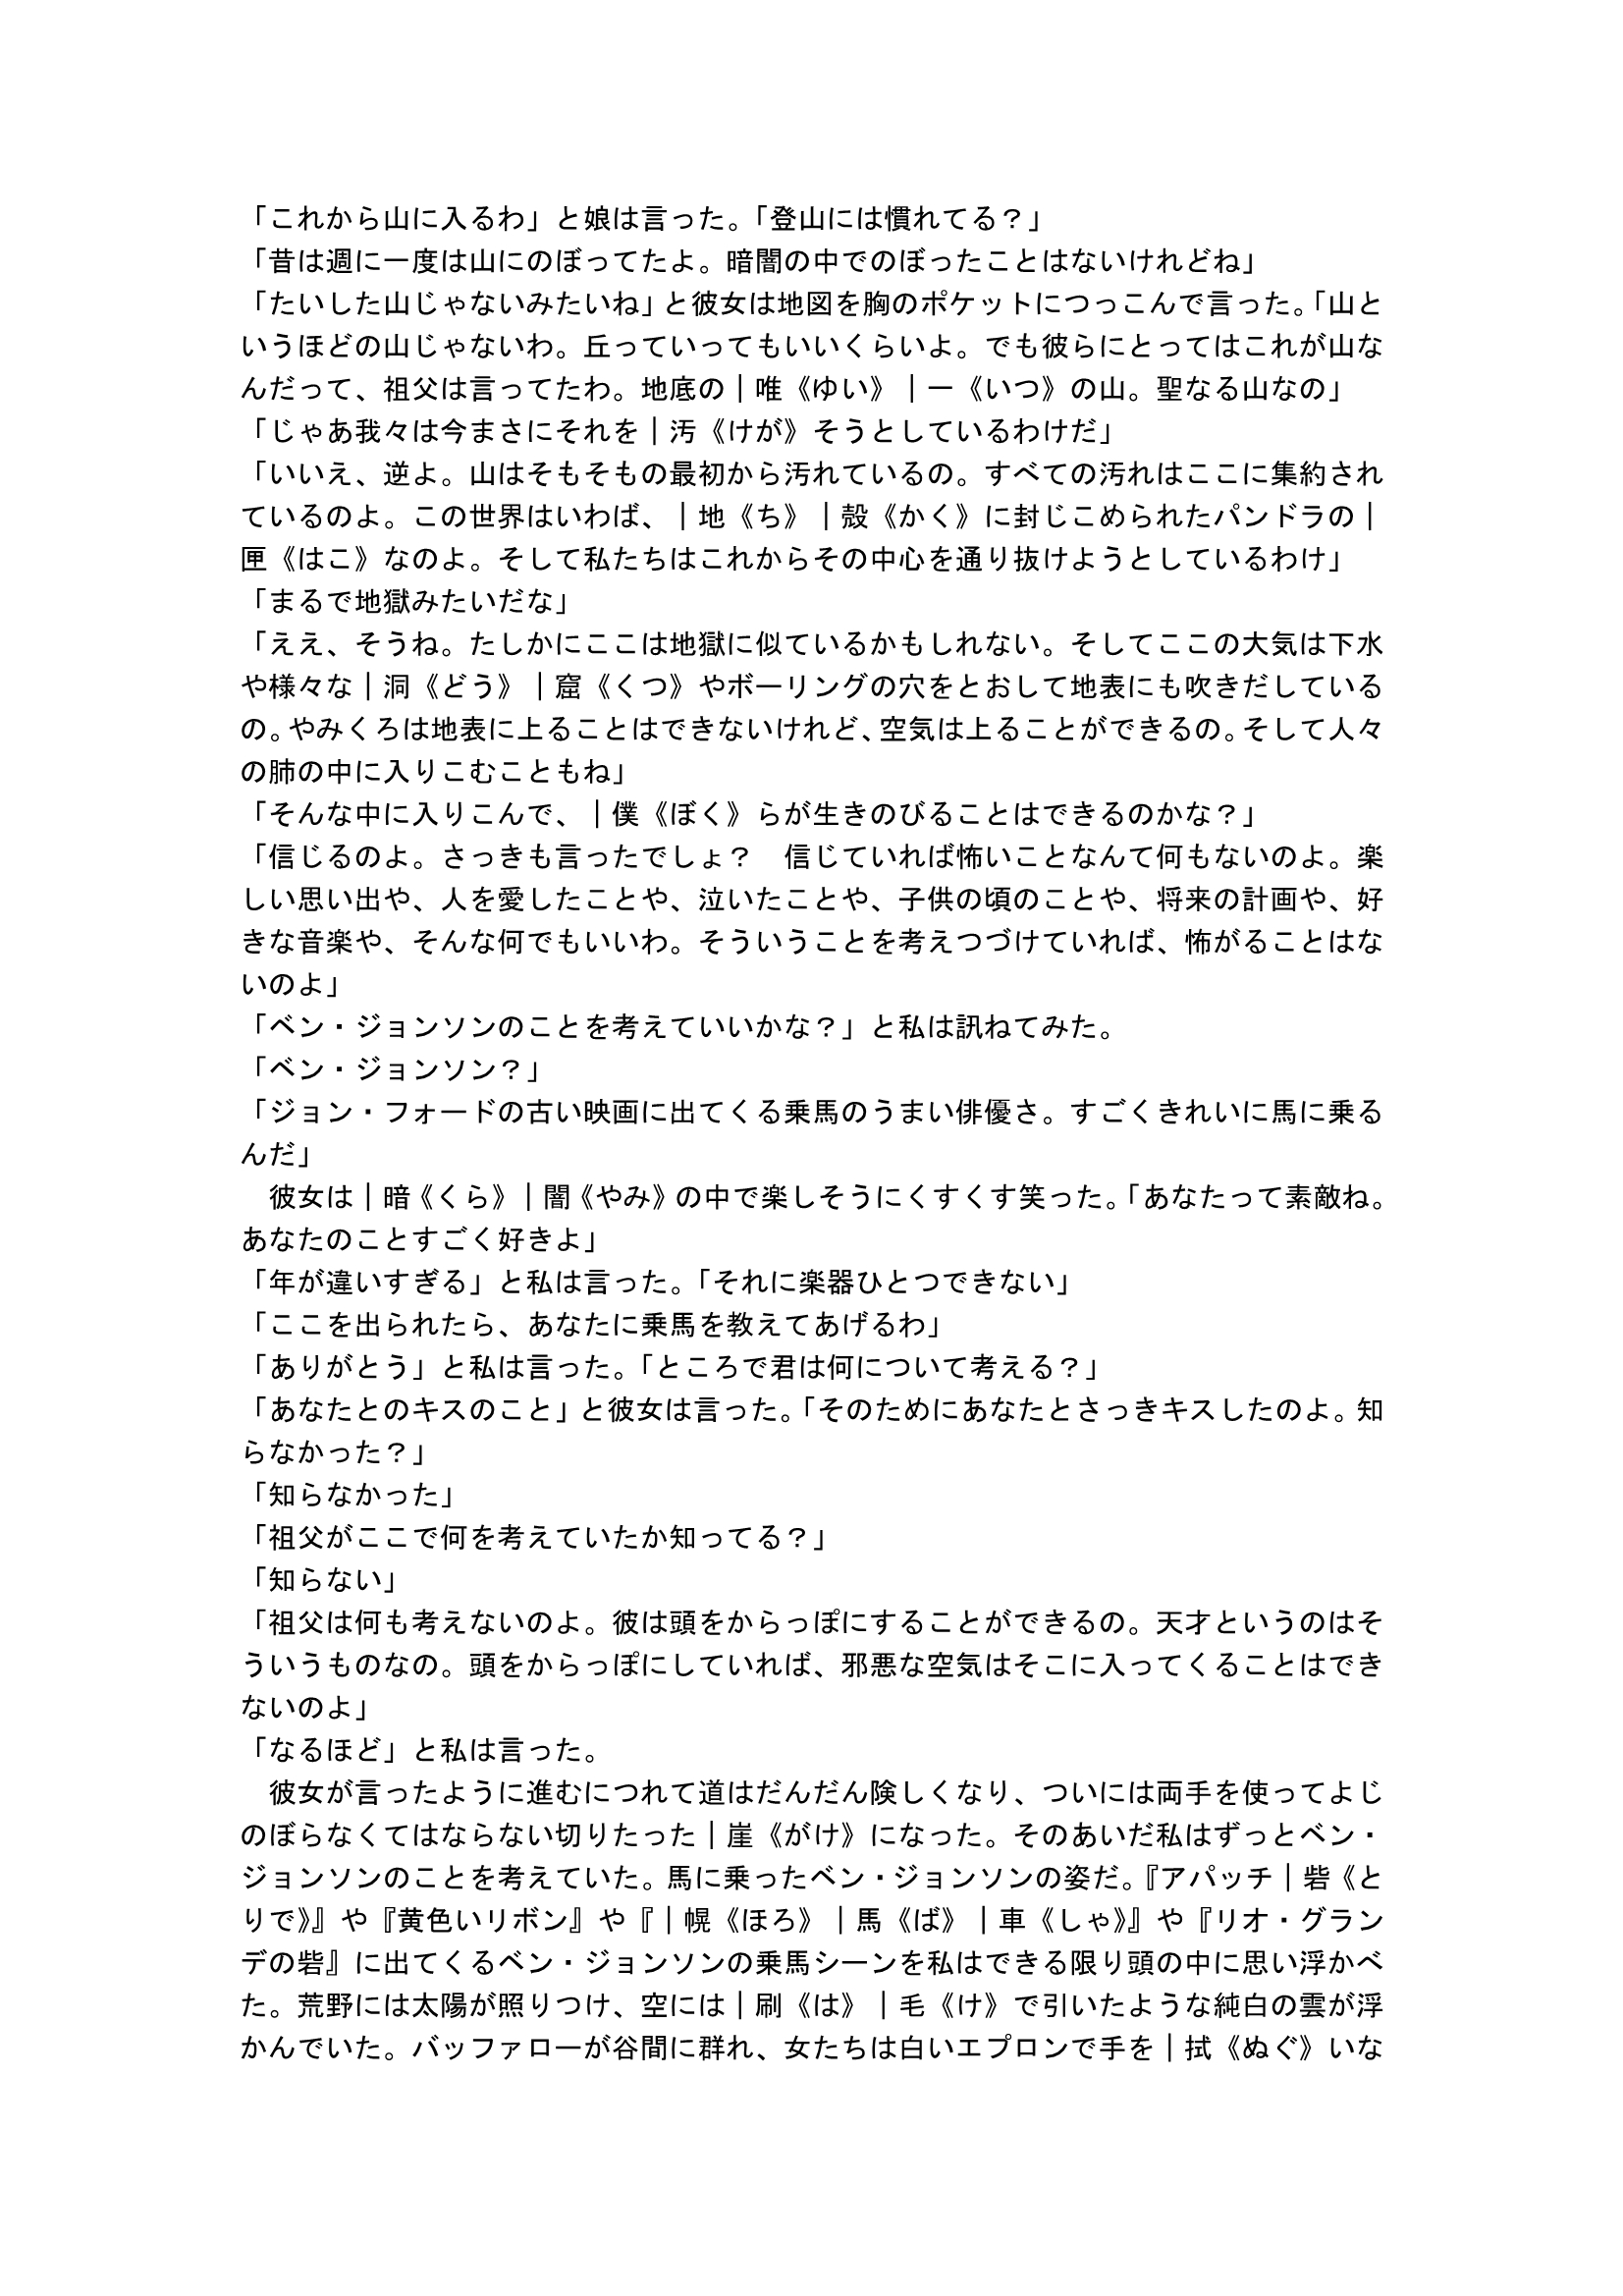 「これから山に入るわ」と娘は言った。「登山には慣れてる？」
「昔は週に一度は山にのぼってたよ。暗闇の中でのぼったことはないけれどね」
「たいした山じゃないみたいね」と彼女は地図を胸のポケットにつっこんで言った。「山と
いうほどの山じゃないわ。丘っていってもいいくらいよ。でも彼らにとってはこれが山な
んだって、祖父は言ってたわ。地底の｜唯《ゆい》｜一《いつ》の山。聖なる山なの」
「じゃあ我々は今まさにそれを｜汚《けが》そうとしているわけだ」
「いいえ、逆よ。山はそもそもの最初から汚れているの。すべての汚れはここに集約され
ているのよ。この世界はいわば、｜地《ち》｜殻《かく》に封じこめられたパンドラの｜
匣《はこ》なのよ。そして私たちはこれからその中心を通り抜けようとしているわけ」
「まるで地獄みたいだな」
「ええ、そうね。たしかにここは地獄に似ているかもしれない。そしてここの大気は下水
や様々な｜洞《どう》｜窟《くつ》やボーリングの穴をとおして地表にも吹きだしている
の。やみくろは地表に上ることはできないけれど、空気は上ることができるの。そして人々
の肺の中に入りこむこともね」
「そんな中に入りこんで、｜僕《ぼく》らが生きのびることはできるのかな？」
「信じるのよ。さっきも言ったでしょ？　信じていれば怖いことなんて何もないのよ。楽
しい思い出や、人を愛したことや、泣いたことや、子供の頃のことや、将来の計画や、好
きな音楽や、そんな何でもいいわ。そういうことを考えつづけていれば、怖がることはな
いのよ」
「ベン・ジョンソンのことを考えていいかな？」と私は訊ねてみた。
「ベン・ジョンソン？」
「ジョン・フォードの古い映画に出てくる乗馬のうまい俳優さ。すごくきれいに馬に乗る
んだ」
　彼女は｜暗《くら》｜闇《やみ》の中で楽しそうにくすくす笑った。「あなたって素敵ね。
あなたのことすごく好きよ」
「年が違いすぎる」と私は言った。「それに楽器ひとつできない」
「ここを出られたら、あなたに乗馬を教えてあげるわ」
「ありがとう」と私は言った。「ところで君は何について考える？」
「あなたとのキスのこと」と彼女は言った。「そのためにあなたとさっきキスしたのよ。知
らなかった？」
「知らなかった」
「祖父がここで何を考えていたか知ってる？」
「知らない」
「祖父は何も考えないのよ。彼は頭をからっぽにすることができるの。天才というのはそ
ういうものなの。頭をからっぽにしていれば、邪悪な空気はそこに入ってくることはでき
ないのよ」
「なるほど」と私は言った。
　彼女が言ったように進むにつれて道はだんだん険しくなり、ついには両手を使ってよじ
のぼらなくてはならない切りたった｜崖《がけ》になった。そのあいだ私はずっとベン・
ジョンソンのことを考えていた。馬に乗ったベン・ジョンソンの姿だ。『アパッチ｜砦《と
りで》』や『黄色いリボン』や『｜幌《ほろ》｜馬《ば》｜車《しゃ》』や『リオ・グラン
デの砦』に出てくるベン・ジョンソンの乗馬シーンを私はできる限り頭の中に思い浮かべ
た。荒野には太陽が照りつけ、空には｜刷《は》｜毛《け》で引いたような純白の雲が浮
かんでいた。バッファローが谷間に群れ、女たちは白いエプロンで手を｜拭《ぬぐ》いな